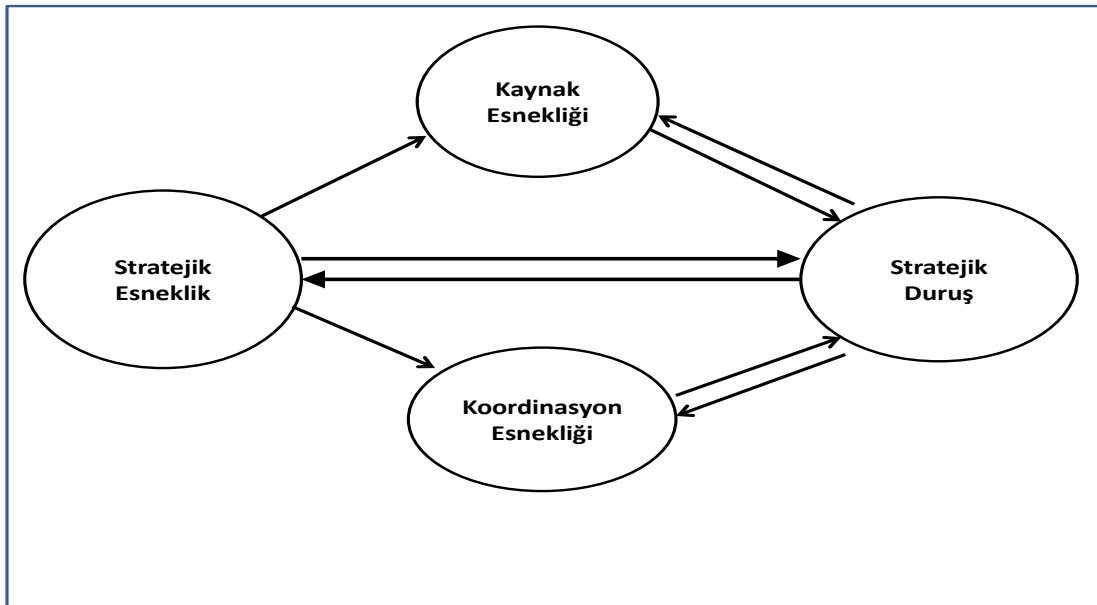 Kaynak
Esnekliği
Stratejik
Esneklik
Stratejik
Duruş
Koordinasyon
Esnekliği